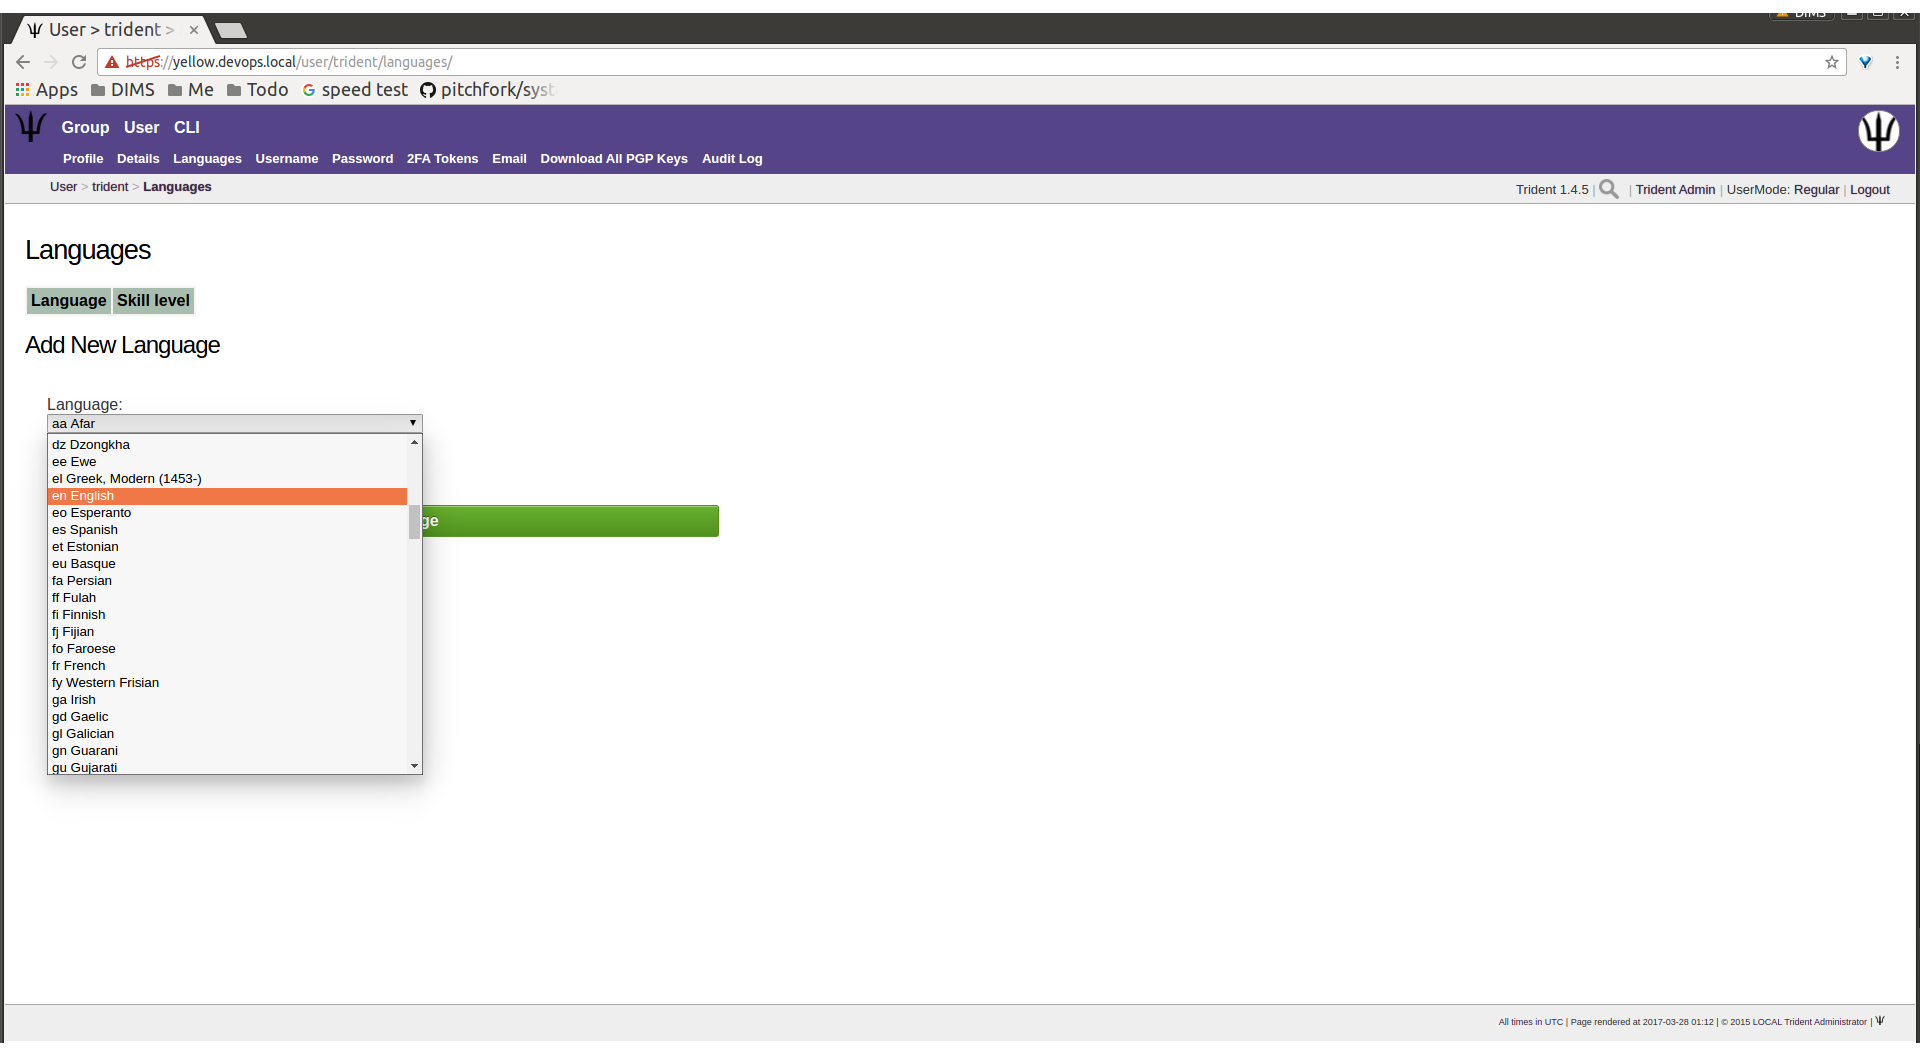 DIMS
User > trident >
https://yellow.devops.local/user/trident/languages/
Apps DIMS Me Todo speed test pitchfork/syst
Group User CLI
Profile Details Languages Username Password 2FA Tokens Email Download All PGP Keys Audit Log
User > trident > Languages
Trident 1.4.5 | | Trident Admin | UserMode: Regular | Logout
Languages
Language Skill level
Add New Language
Language:
aa Afar
dz Dzongkha
ee Ewe
el Greek, Modern (1453-)
en English
eo Esperanto
es Spanish
et Estonian
eu Basque
fa Persian
ff Fulah
fi Finnish
fj Fijian
fo Faroese
fr French
fy Western Frisian
ga Irish
gd Gaelic
gl Galician
gn Guarani
gu Gujarati
ge
All times in UTC | Page rendered at 2017-03-28 01:12 | © 2015 LOCAL Trident Administrator |